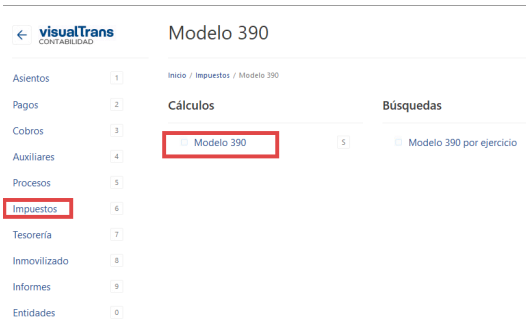 ← visualTrans
CONTABILIDAD
Modelo 390
Inicio / Impuestos / Modelo 390
Asientos 1
Pagos 2
Cobros 3
Auxiliares 4
Procesos 5
Impuestos 6
Tesorería 7
Inmovilizado 8
Informes 9
Entidades 0
Cálculos
Modelo 390 S
Búsquedas
Modelo 390 por ejercicio